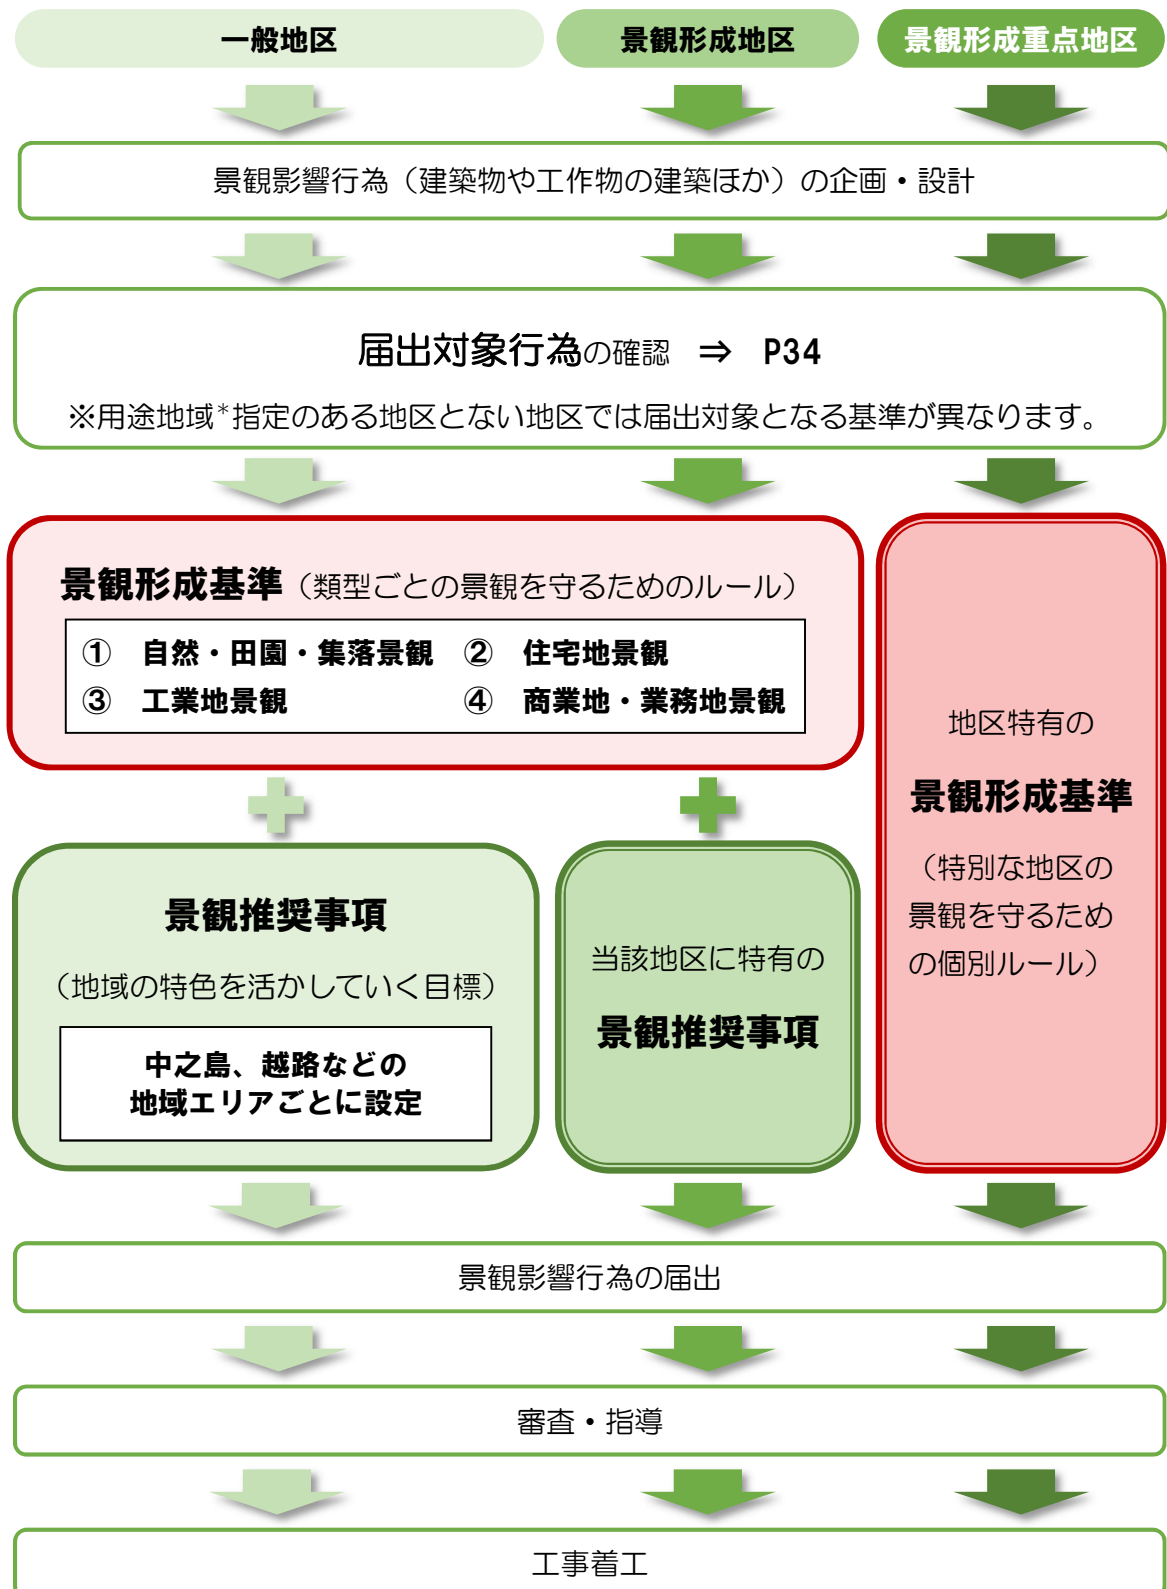 一般地区
景観形成地区
景観形成重点地区
景観影響行為（建築物や工作物の建築ほか）の企画・設計
届出対象行為の確認 ⇒ P34
※用途地域*指定のある地区とない地区では届出対象となる基準が異なります。
景観形成基準（類型ごとの景観を守るためのルール）
① 自然・田園・集落景観 ② 住宅地景観
③ 工業地景観 ④ 商業地・業務地景観
景観推奨事項
（地域の特色を活かしていく目標）
中之島、越路などの
地域エリアごとに設定
当該地区に特有の
景観推奨事項
地区特有の
景観形成基準
（特別な地区の
景観を守るため
の個別ルール）
景観影響行為の届出
審査・指導
工事着工